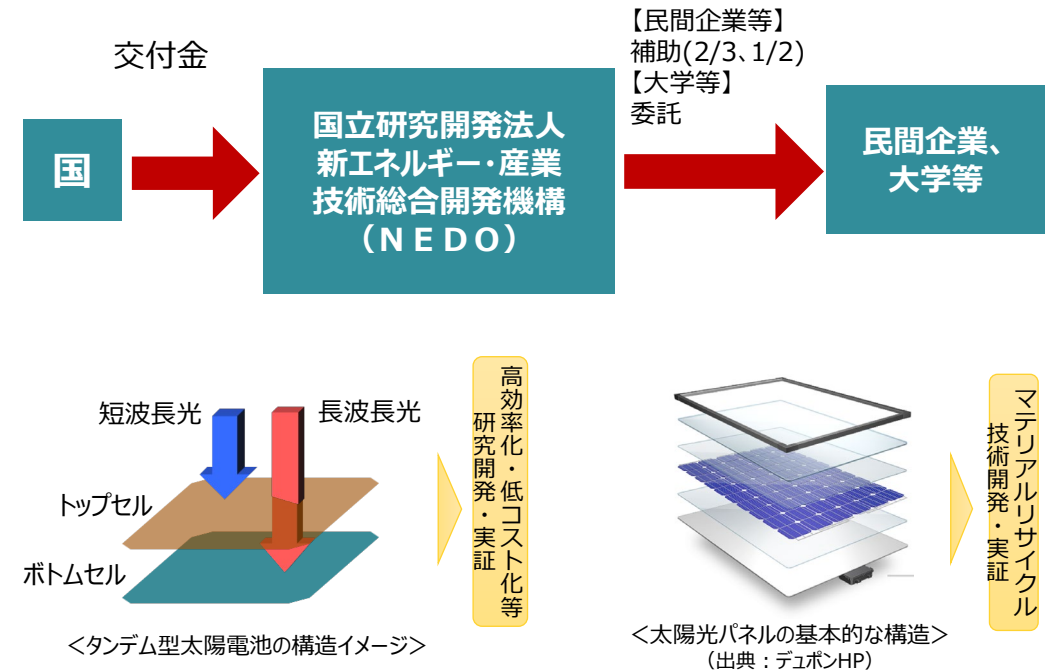 交付金
【民間企業等】
補助(2/3、1/2)
【大学等】
委託
国
国立研究開発法人
新エネルギー・産業
技術総合開発機構
（ＮＥＤＯ）
民間企業、
大学等
短波長光
長波長光
トップセル
ボトムセル
高効率化・低コスト化等
研究開発・実証
＜タンデム型太陽電池の構造イメージ＞
マテリアルリサイクル
技術開発・実証
＜太陽光パネルの基本的な構造＞
（出典：デュポンHP）